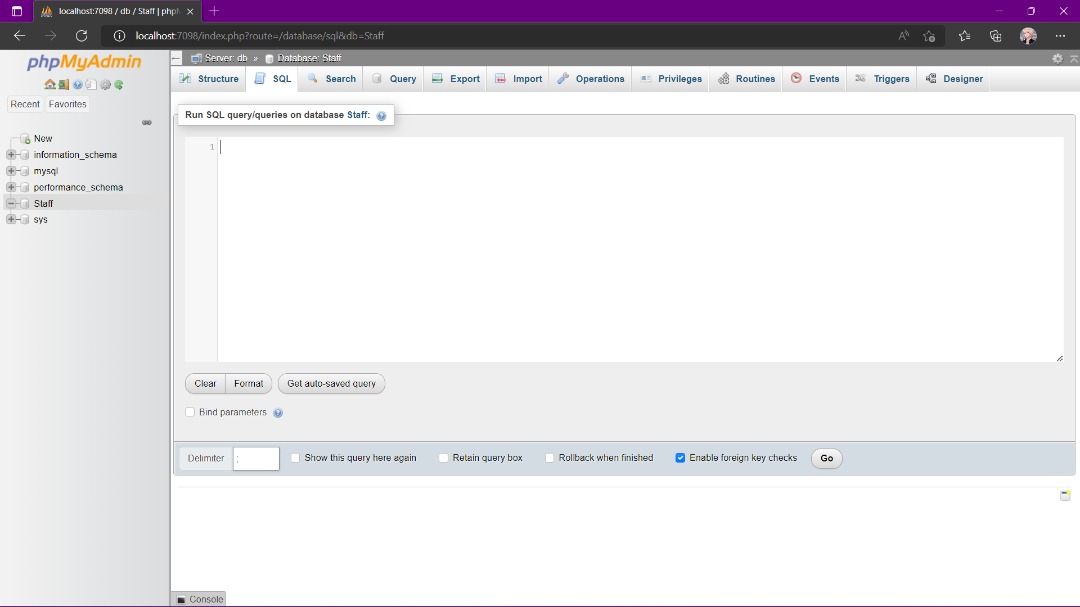 localhost:7098 / db / Staff | php
localhost:7098/index.php?route=/database/sql&db=Staff
phpMyAdmin
Recent Favorites
New
information_schema
mysql
performance_schema
Staff
sys
Server: db » Database: Staff
Structure SQL Search Query Export Import Operations Privileges Routines Events Triggers Designer
Run SQL query/queries on database Staff:
1
Clear Format Get auto-saved query
Bind parameters
Delimiter ; Show this query here again Retain query box Rollback when finished Enable foreign key checks Go
Console